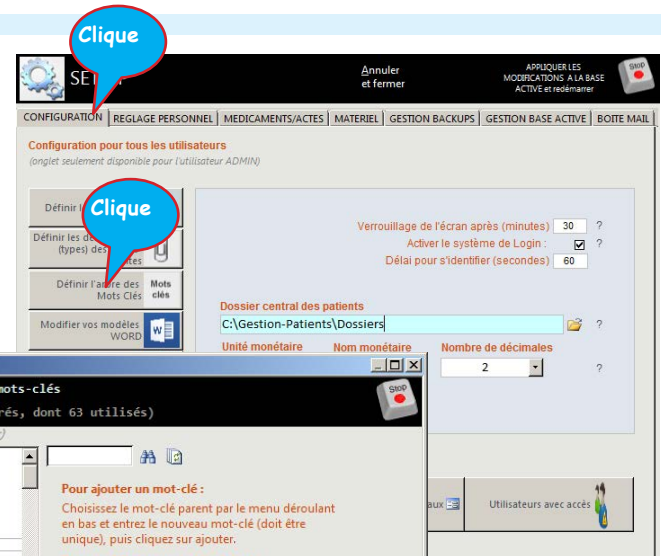 Clique
SE
Annuler
et fermer
APPLIQUER LES
MODIFICATIONS A LA BASE
ACTIVE et redémarrer
Stop
CONFIGURATION
REGLAGE PERSONNEL
MEDICAMENTS/ACTES
MATERIEL
GESTION BACKUPS
GESTION BASE ACTIVE
BOITE MAIL
Configuration pour tous les utilisateurs
(onglet seulement disponible pour l'utilisateur ADMIN)
Définir
Clique
Définir les
(types) des
Définir l'arbre des
Mots Clés
Mots
clés
Modifier vos modèles
WORD
W
Verrouillage de l'écran après (minutes) 30 ?
Activer le système de Login : ?
Délai pour s'identifier (secondes) 60
Dossier central des patients
C:\Gestion-Patients\Dossiers ?
Unité monétaire
Nom monétaire
Nombre de décimales
2 ?
mots-clés
rés, dont 63 utilisés)
Stop
Pour ajouter un mot-clé :
Choisissez le mot-clé parent par le menu déroulant
en bas et entrez le nouveau mot-clé (doit être
unique), puis cliquez sur ajouter.
aux
Utilisateurs avec accès